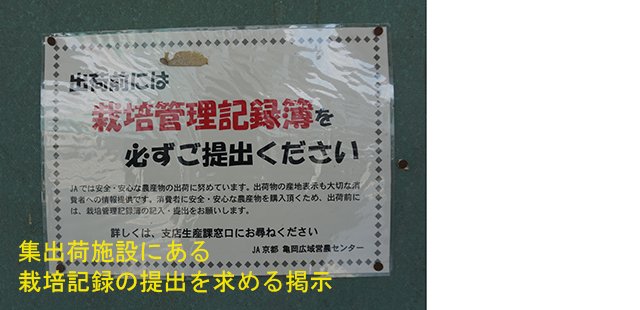 出荷前には
栽培管理記録簿を
必ずご提出ください
JAでは安全・安心な農産物の出荷に努めています。出荷物の産地表示も大切な消
費者への情報提供です。消費者に安全・安心な農産物を購入頂くため、出荷前に
は、栽培管理記録簿の記入・提出をお願いします。
詳しくは、支店生産課窓口にお尋ねください
JA京都 亀岡広域営農センター
集出荷施設にある
栽培記録の提出を求める掲示